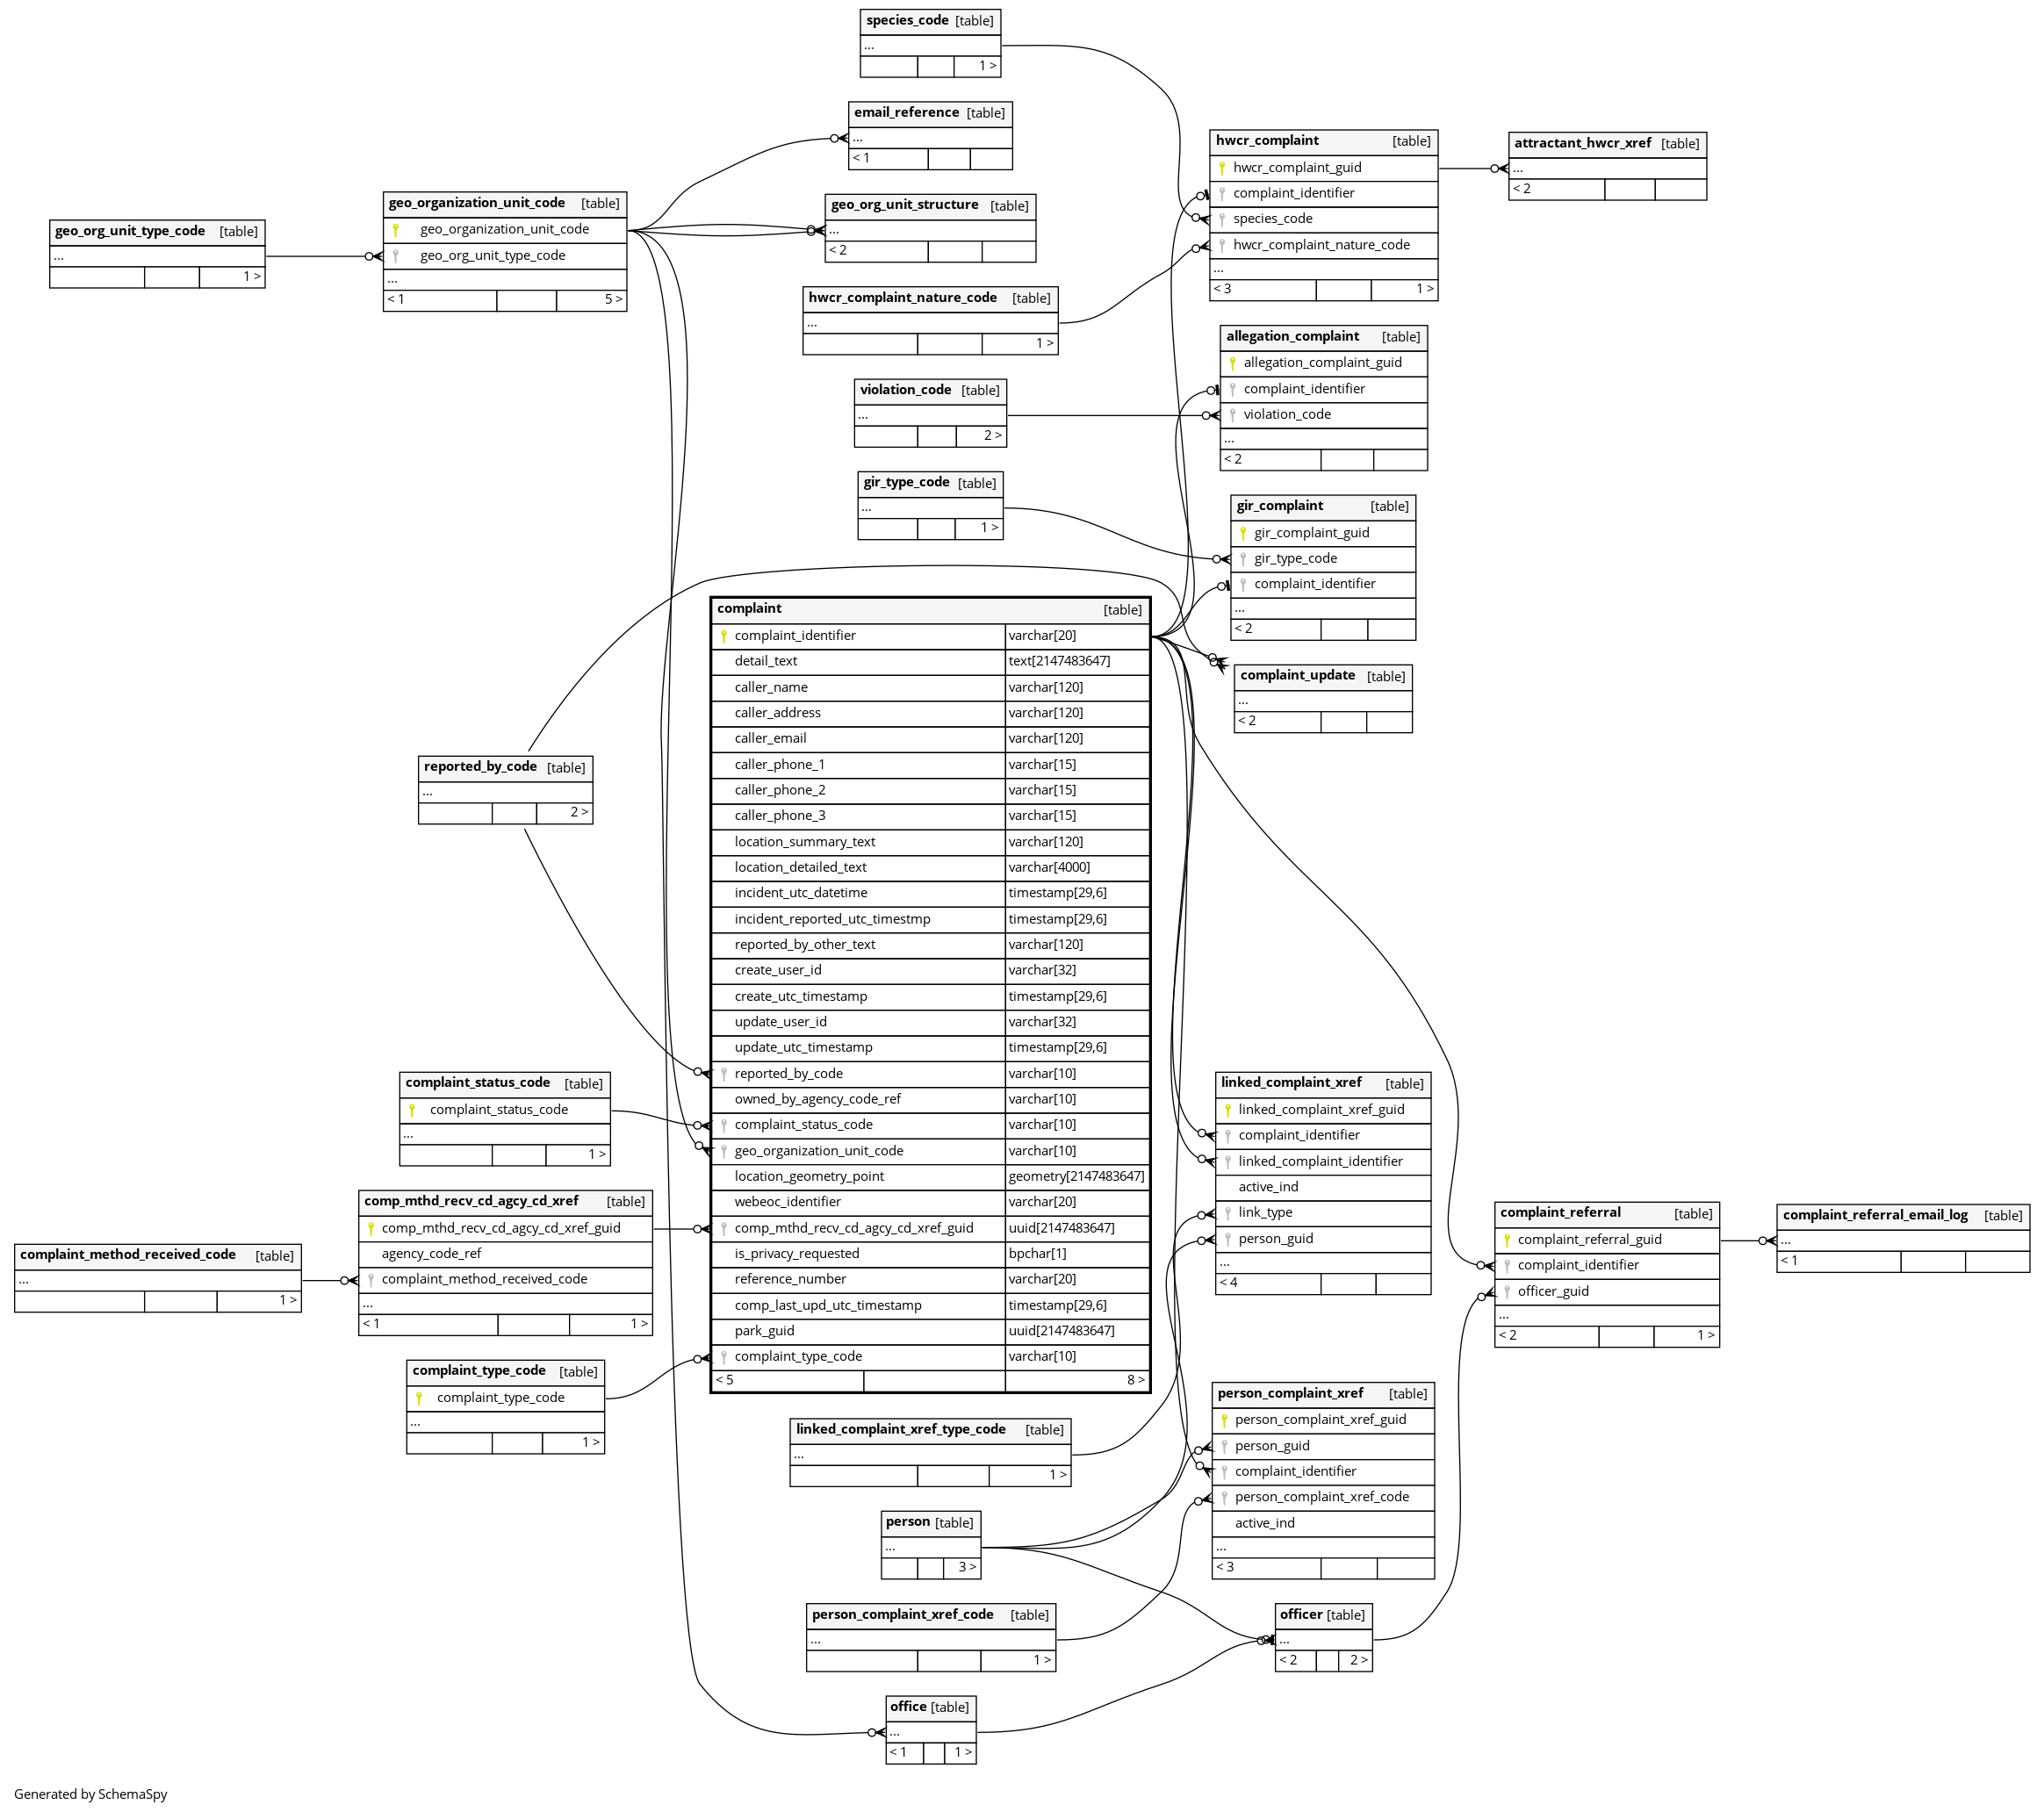 species_code [table]
...
1 >
email_reference [table]
...
< 1
geo_org_unit_type_code [table]
...
1 >
geo_organization_unit_code [table]
geo_organization_unit_code
geo_org_unit_type_code
...
< 1 5 >
geo_org_unit_structure [table]
...
< 2
hwcr_complaint_nature_code [table]
...
1 >
hwcr_complaint [table]
hwcr_complaint_guid
complaint_identifier
species_code
hwcr_complaint_nature_code
...
< 3 1 >
attractant_hwcr_xref [table]
...
< 2
violation_code [table]
...
2 >
allegation_complaint [table]
allegation_complaint_guid
complaint_identifier
violation_code
...
< 2
gir_type_code [table]
...
1 >
gir_complaint [table]
gir_complaint_guid
gir_type_code
complaint_identifier
...
< 2
complaint_update [table]
...
< 2
reported_by_code [table]
...
2 >
complaint [table]
complaint_identifier varchar[20]
detail_text text[2147483647]
caller_name varchar[120]
caller_address varchar[120]
caller_email varchar[120]
caller_phone_1 varchar[15]
caller_phone_2 varchar[15]
caller_phone_3 varchar[15]
location_summary_text varchar[120]
location_detailed_text varchar[4000]
incident_utc_datetime timestamp[29,6]
incident_reported_utc_timestmp timestamp[29,6]
reported_by_other_text varchar[120]
create_user_id varchar[32]
create_utc_timestamp timestamp[29,6]
update_user_id varchar[32]
update_utc_timestamp timestamp[29,6]
reported_by_code varchar[10]
owned_by_agency_code_ref varchar[10]
complaint_status_code varchar[10]
geo_organization_unit_code varchar[10]
location_geometry_point geometry[2147483647]
webeoc_identifier varchar[20]
comp_mthd_recv_cd_agcy_cd_xref_guid uuid[2147483647]
is_privacy_requested bpchar[1]
reference_number varchar[20]
comp_last_upd_utc_timestamp timestamp[29,6]
park_guid uuid[2147483647]
complaint_type_code varchar[10]
< 5 8 >
complaint_status_code [table]
complaint_status_code
...
1 >
comp_mthd_recv_cd_agcy_cd_xref [table]
comp_mthd_recv_cd_agcy_cd_xref_guid
agency_code_ref
complaint_method_received_code
...
< 1 1 >
complaint_method_received_code [table]
...
1 >
complaint_type_code [table]
complaint_type_code
...
1 >
linked_complaint_xref [table]
linked_complaint_xref_guid
complaint_identifier
linked_complaint_identifier
active_ind
link_type
person_guid
...
< 4
complaint_referral [table]
complaint_referral_guid
complaint_identifier
officer_guid
...
< 2 1 >
complaint_referral_email_log [table]
...
< 1
linked_complaint_xref_type_code [table]
...
1 >
person_complaint_xref [table]
person_complaint_xref_guid
person_guid
complaint_identifier
person_complaint_xref_code
active_ind
...
< 3
person [table]
...
3 >
person_complaint_xref_code [table]
...
1 >
officer [table]
...
< 2 2 >
office [table]
...
< 1 1 >
Generated by SchemaSpy